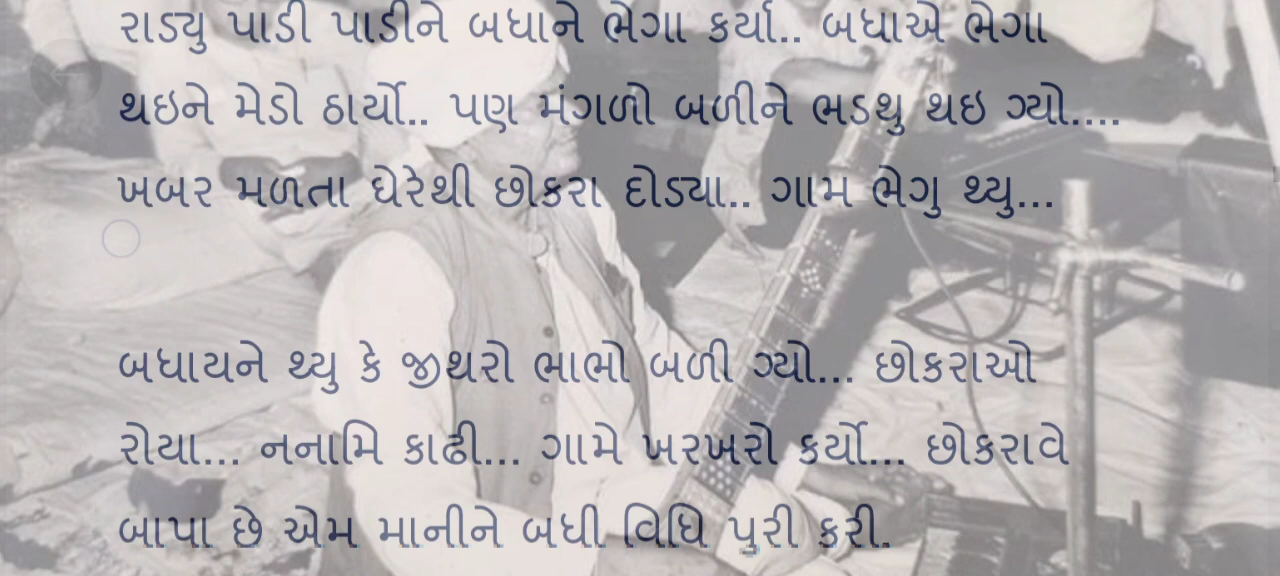 રાડ્યુ પાડી પાડીને બધાને ભેગા કર્યા.. બધાએ ભેગા
થઇને મેડો ઠાર્યો.. પણ મંગળો બળીને ભડથુ થઇ ગ્યો....
ખબર મળતા ઘેરેથી છોકરા દોડ્યા.. ગામ ભેગુ થ્યુ...
બધાયને થ્યુ કે જીથરો ભાભો બળી ગ્યો... છોકરાઓ
રોયા... નનામિ કાઢી... ગામે ખરખરો કર્યો... છોકરાવે
બાપા છે એમ માનીને બધી વિધિ પુરી કરી.